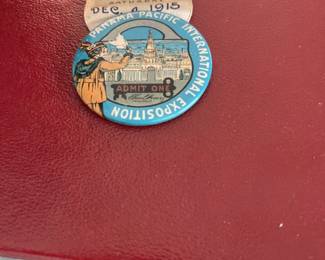 DEC. 4 1915
PANAMA PACIFIC INTERNATIONAL EXPOSITION
ADMIT ONE